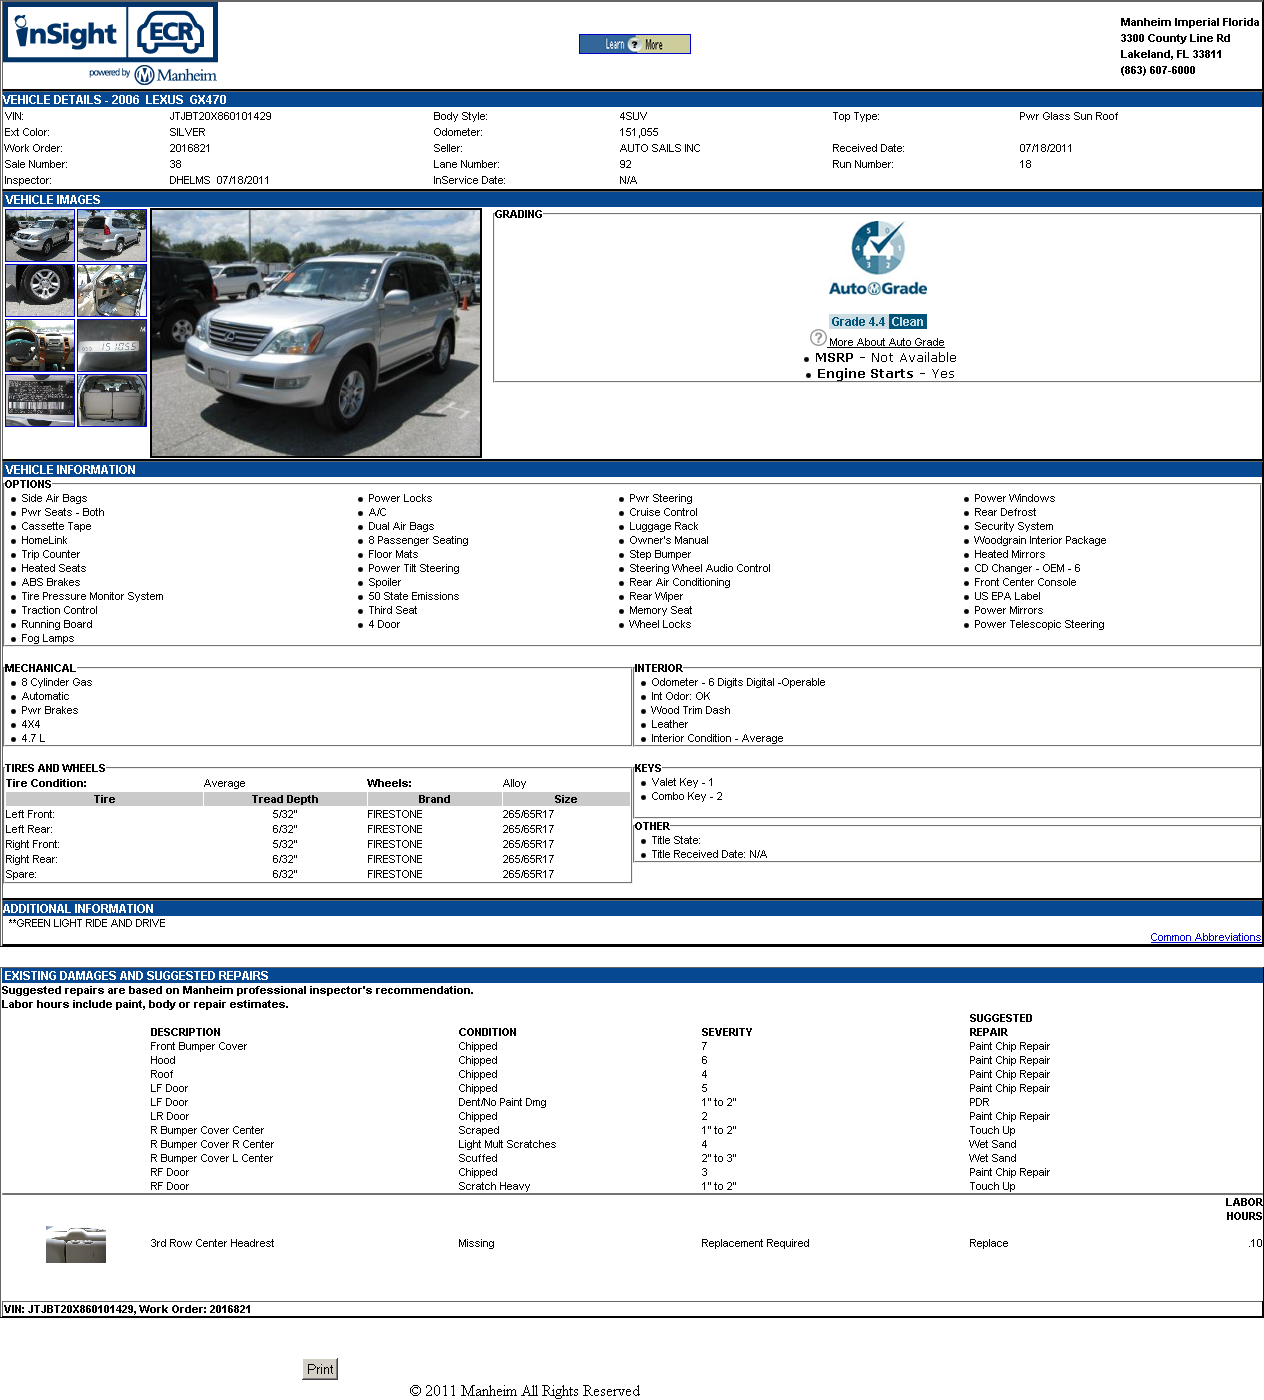 inSight ECR
powered by Manheim
Learn ? More
Manheim Imperial Florida
3300 County Line Rd
Lakeland, FL 33811
(863) 607-6000
VEHICLE DETAILS - 2006 LEXUS GX470
VIN: JTJBT20X860101429 Body Style: 4SUV Top Type: Pwr Glass Sun Roof
Ext Color: SILVER Odometer: 151,055
Work Order: 2016821 Seller: AUTO SAILS INC Received Date: 07/18/2011
Sale Number: 38 Lane Number: 92 Run Number: 18
Inspector: DHELMS 07/18/2011 InService Date: N/A
VEHICLE IMAGES
151055
GRADING
5 0 4 1 3 2
AutoGrade
Grade 4.4 Clean
? More About Auto Grade
MSRP - Not Available
Engine Starts - Yes
VEHICLE INFORMATION
OPTIONS
Side Air Bags Power Locks Pwr Steering Power Windows
Pwr Seats - Both A/C Cruise Control Rear Defrost
Cassette Tape Dual Air Bags Luggage Rack Security System
HomeLink 8 Passenger Seating Owner's Manual Woodgrain Interior Package
Trip Counter Floor Mats Step Bumper Heated Mirrors
Heated Seats Power Tilt Steering Steering Wheel Audio Control CD Changer - OEM - 6
ABS Brakes Spoiler Rear Air Conditioning Front Center Console
Tire Pressure Monitor System 50 State Emissions Rear Wiper US EPA Label
Traction Control Third Seat Memory Seat Power Mirrors
Running Board 4 Door Wheel Locks Power Telescopic Steering
Fog Lamps
MECHANICAL
8 Cylinder Gas
Automatic
Pwr Brakes
4X4
4.7 L
INTERIOR
Odometer - 6 Digits Digital -Operable
Int Odor: OK
Wood Trim Dash
Leather
Interior Condition - Average
TIRES AND WHEELS
Tire Condition: Average Wheels: Alloy
Tire Tread Depth Brand Size
Left Front: 5/32" FIRESTONE 265/65R17
Left Rear: 6/32" FIRESTONE 265/65R17
Right Front: 5/32" FIRESTONE 265/65R17
Right Rear: 6/32" FIRESTONE 265/65R17
Spare: 6/32" FIRESTONE 265/65R17
KEYS
Valet Key - 1
Combo Key - 2
OTHER
Title State:
Title Received Date: N/A
ADDITIONAL INFORMATION
**GREEN LIGHT RIDE AND DRIVE
Common Abbreviations
EXISTING DAMAGES AND SUGGESTED REPAIRS
Suggested repairs are based on Manheim professional inspector's recommendation.
Labor hours include paint, body or repair estimates.
DESCRIPTION CONDITION SEVERITY SUGGESTED REPAIR
Front Bumper Cover Chipped 7 Paint Chip Repair
Hood Chipped 6 Paint Chip Repair
Roof Chipped 4 Paint Chip Repair
LF Door Chipped 5 Paint Chip Repair
LF Door Dent/No Paint Dmg 1" to 2" PDR
LR Door Chipped 2 Paint Chip Repair
R Bumper Cover Center Scraped 1" to 2" Touch Up
R Bumper Cover R Center Light Mult Scratches 4 Wet Sand
R Bumper Cover L Center Scuffed 2" to 3" Wet Sand
RF Door Chipped 3 Paint Chip Repair
RF Door Scratch Heavy 1" to 2" Touch Up
LABOR HOURS
3rd Row Center Headrest Missing Replacement Required Replace .10
VIN: JTJBT20X860101429, Work Order: 2016821
Print
© 2011 Manheim All Rights Reserved